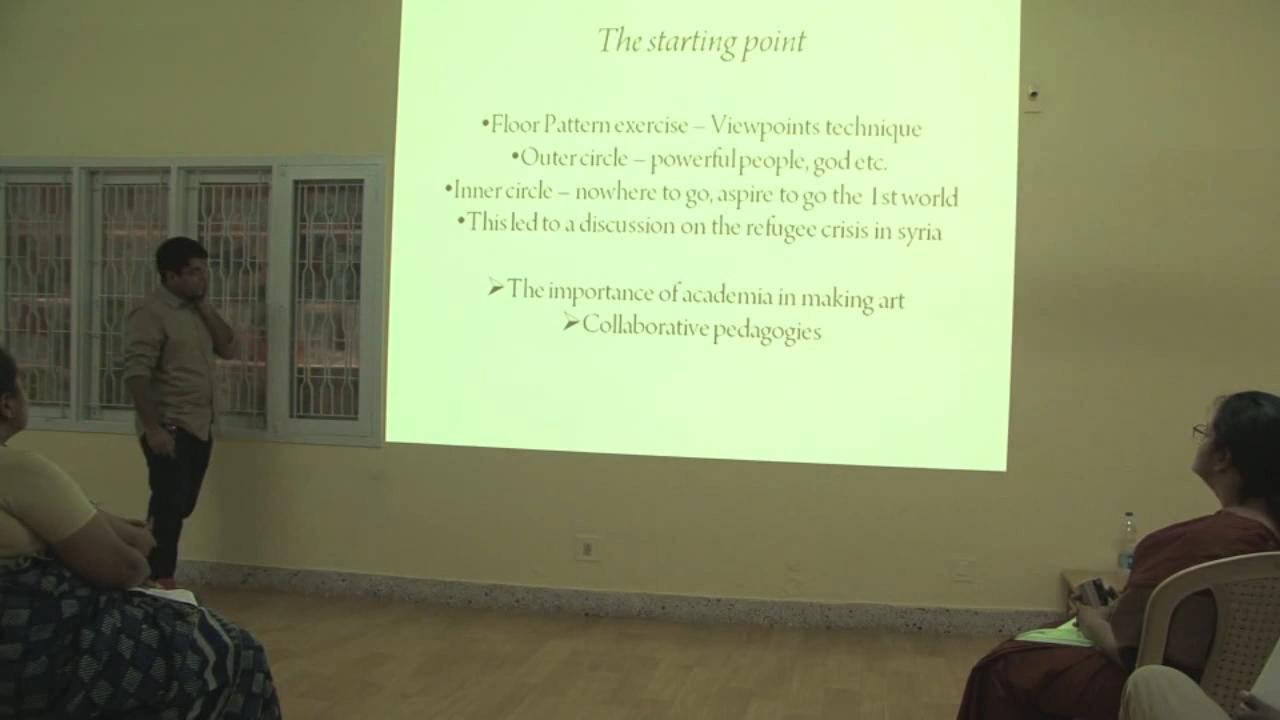 The starting point
•Floor Pattern exercise – Viewpoints technique
•Outer circle – powerful people, god etc.
•Inner circle – nowhere to go, aspire to go the 1st world
•This led to a discussion on the refugee crisis in syria
➢The importance of academia in making art
➢Collaborative pedagogies